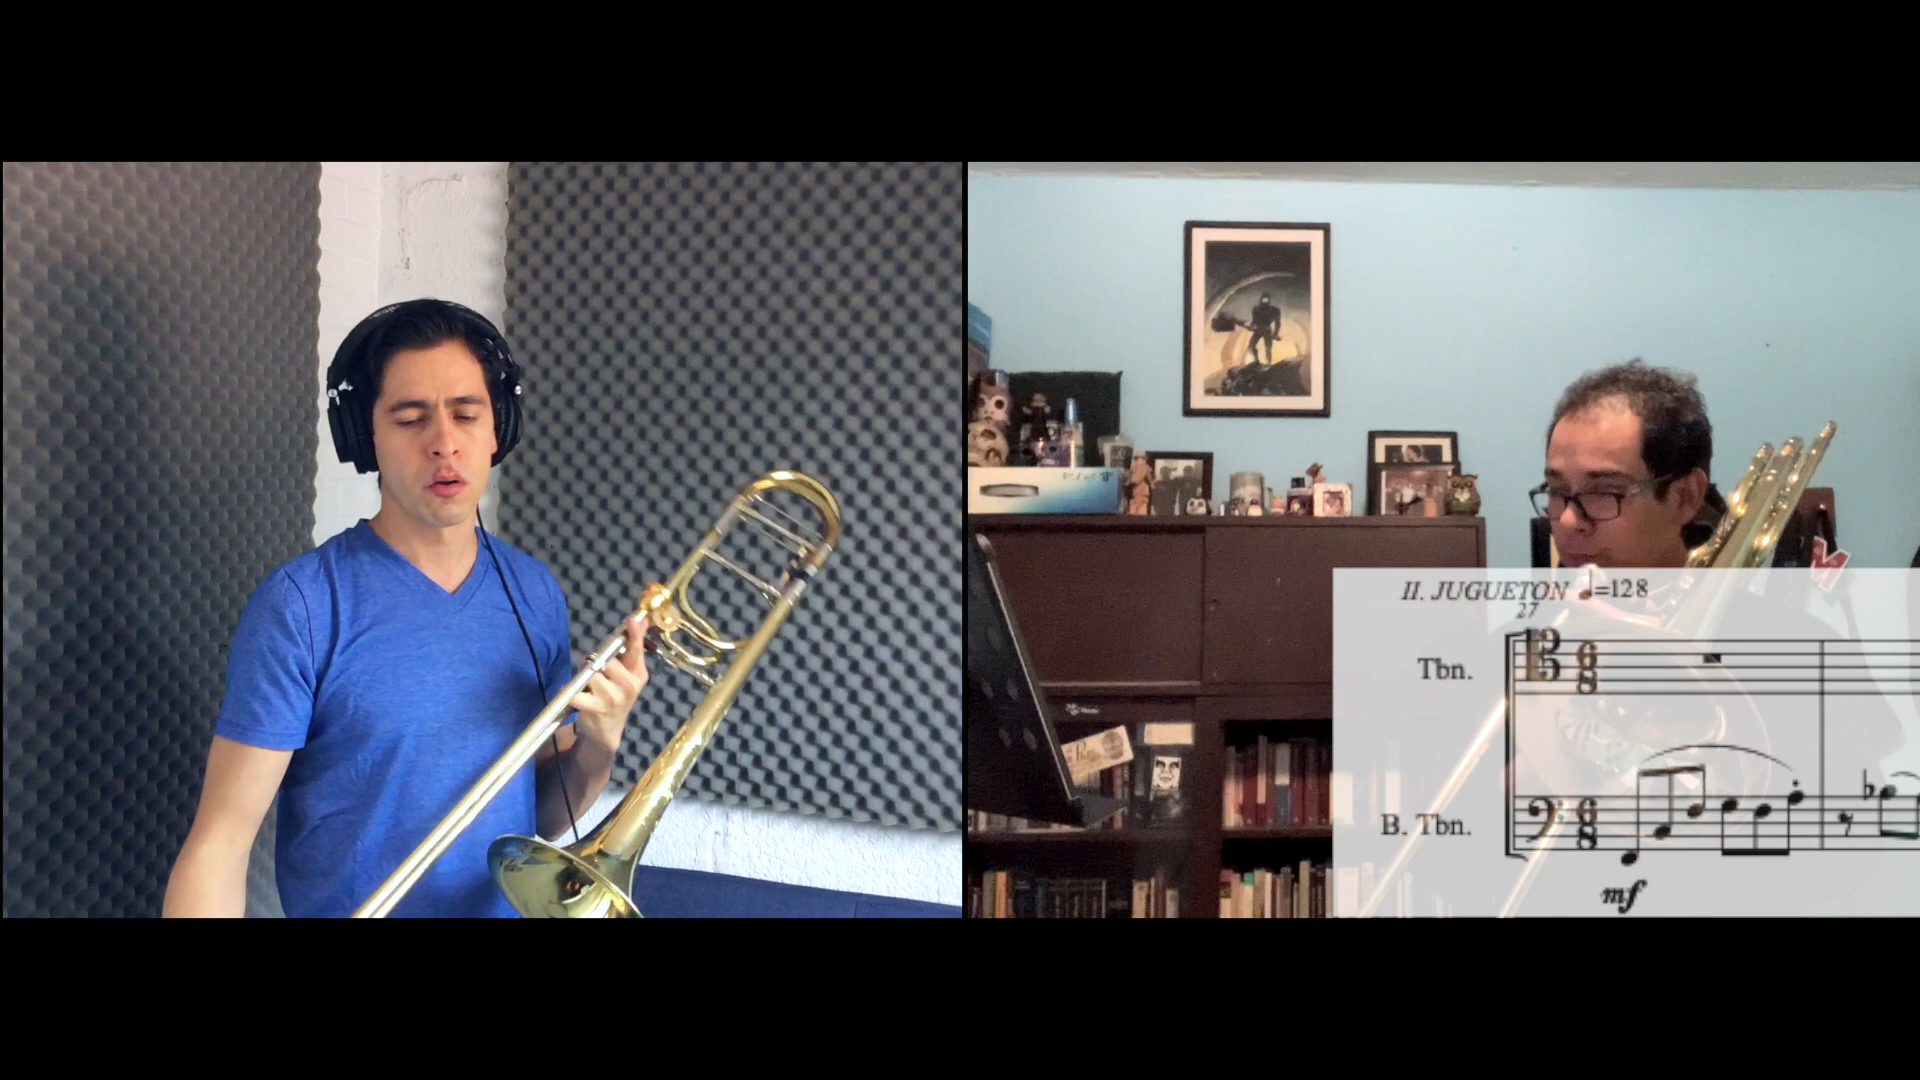 II. JUGUETON ♩=128
27
Tbn.
B. Tbn.
mf